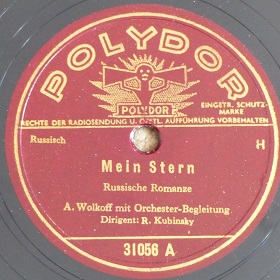 POLYDOR
POLYDOR
EINGETR. SCHUTZ-
MARKE
RECHTE DER RADIOSENDUNG U. ÖFTL. AUFFÜHRUNG VORBEHALTEN
Russisch
H
Mein Stern
Russische Romanze
A. Wolkoff mit Orchester-Begleitung
Dirigent: R. Kubinsky
31056 A